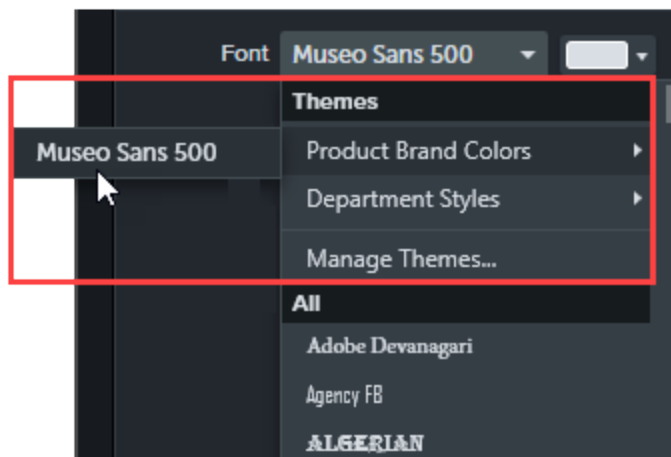 Font Museo Sans 500
Themes
Museo Sans 500 Product Brand Colors
Department Styles
Manage Themes...
All
Adobe Devanagari
Agency FB
ALGERIAN